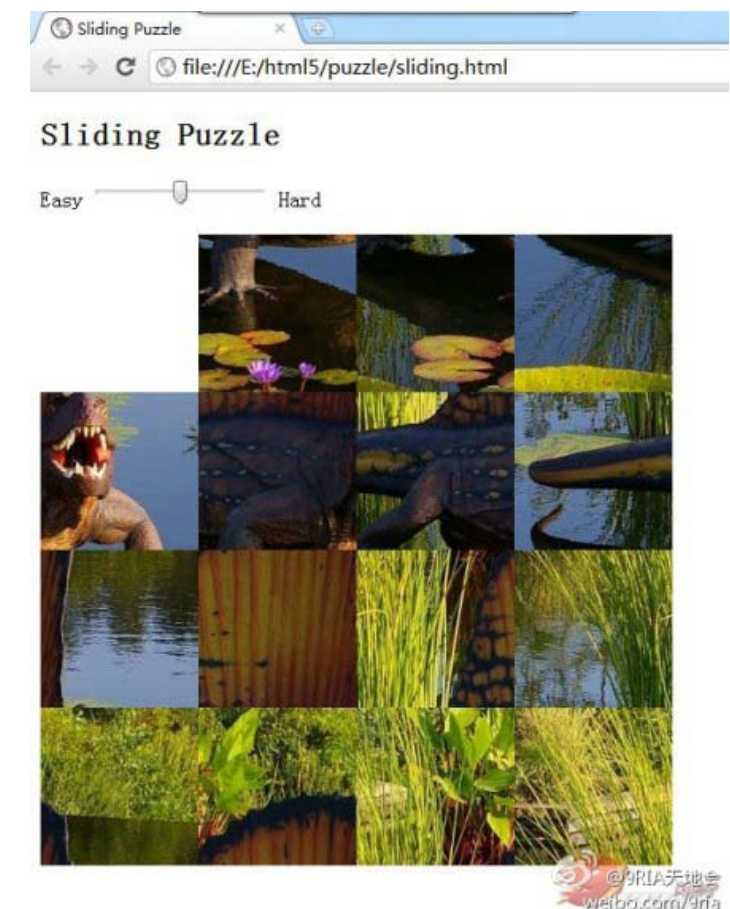 Sliding Puzzle
file:///E:/html5/puzzle/sliding.html
Sliding Puzzle
Easy Hard
@9RIA天地会
weibo.com/9ria